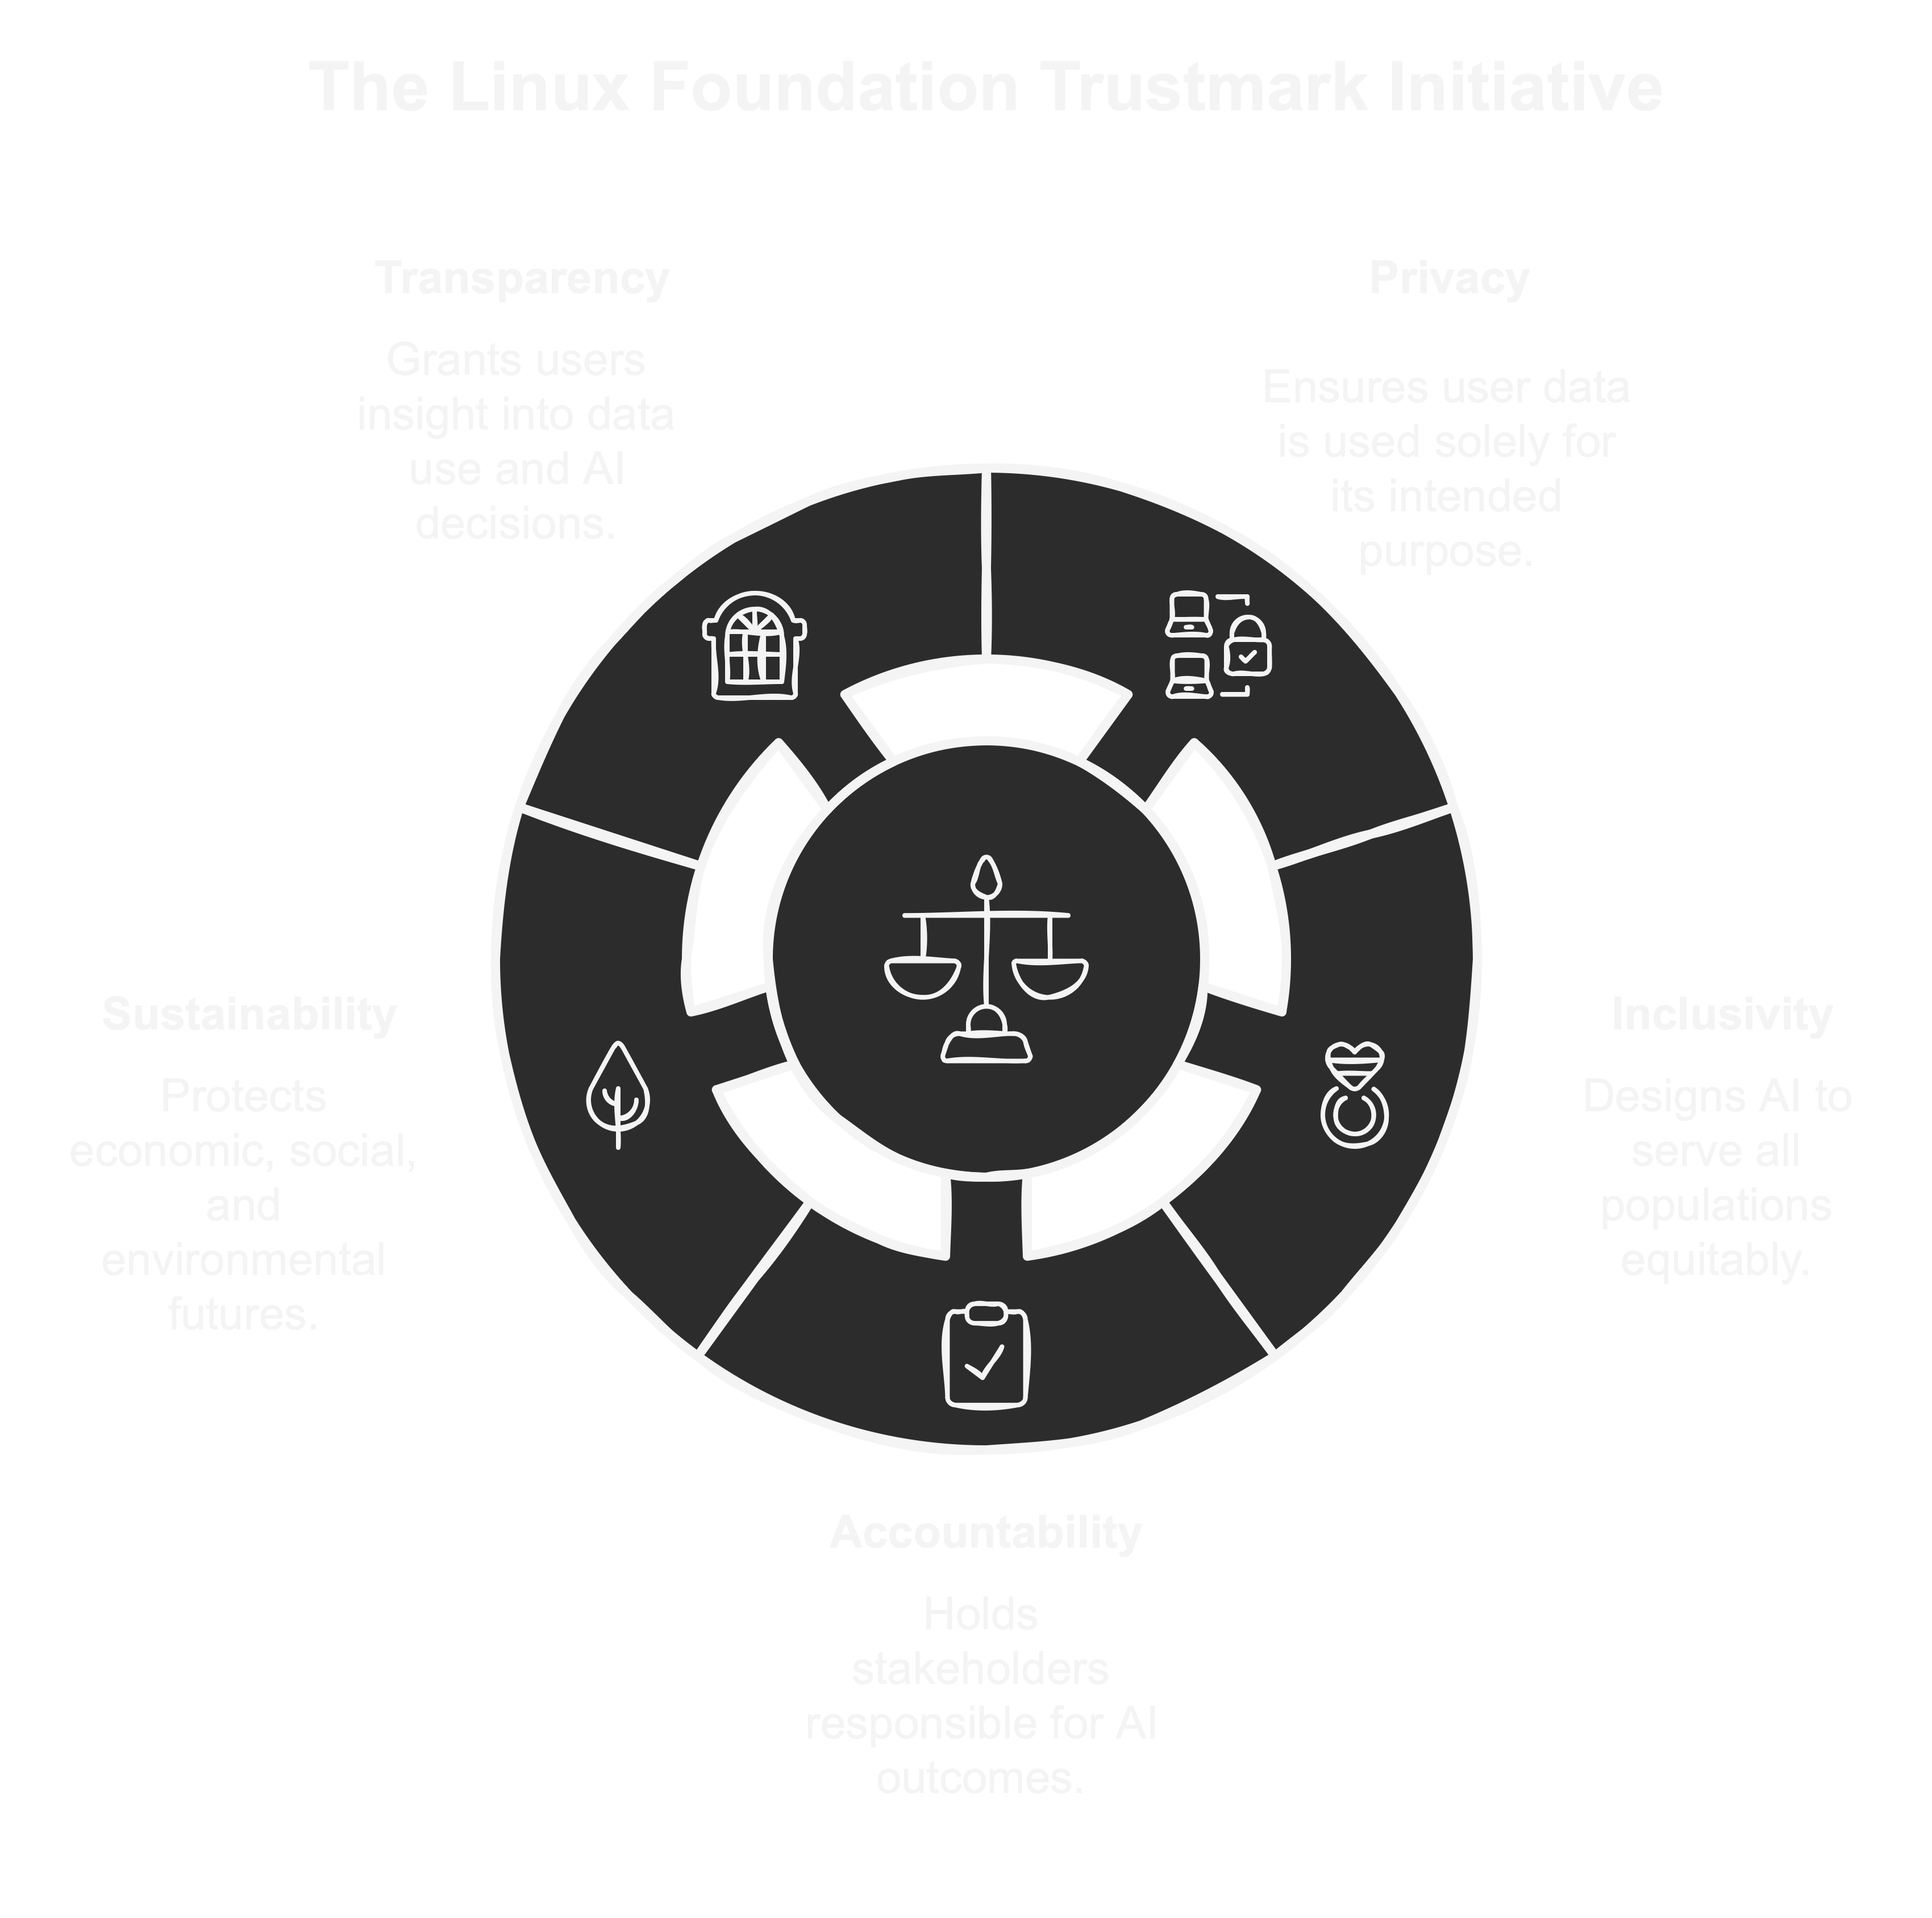 The Linux Foundation Trustmark Initiative
Transparency
Grants users
insight into data
use and AI
decisions.
Privacy
Ensures user data
is used solely for
its intended
purpose.
Sustainability
Protects
economic, social,
and
environmental
futures.
Inclusivity
Designs AI to
serve all
populations
equitably.
Accountability
Holds
stakeholders
responsible for AI
outcomes.